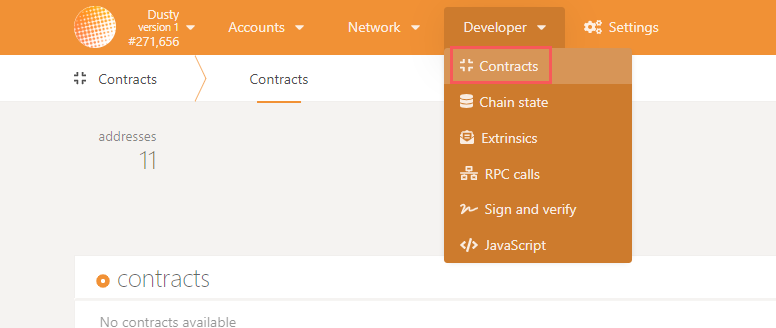 Dusty
version 1
#271,656
Accounts
Network
Developer
Settings
Contracts
Contracts
Contracts
Chain state
Extrinsics
RPC calls
Sign and verify
JavaScript
addresses
11
contracts
No contracts available